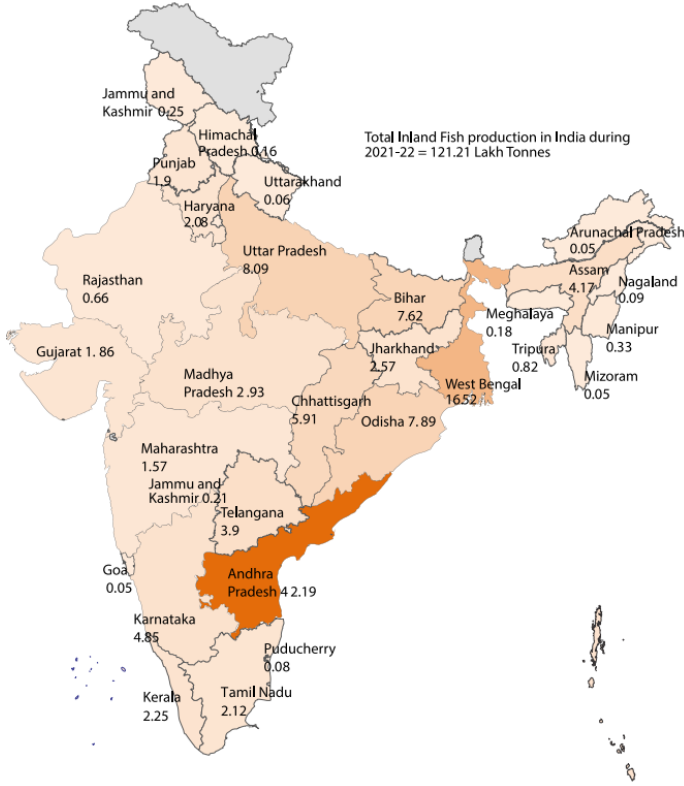 Jammu and
Kashmir 0.25
Himachal
Pradesh 0.16
Total Inland Fish production in India during
2021-22 = 121.21 Lakh Tonnes
Punjab
1.9
Uttarakhand
0.06
Haryana
2.08
Arunachal Pradesh
0.05
Uttar Pradesh
8.09
Assam
4.17
Rajasthan
0.66
Nagaland
0.09
Bihar
7.62
Meghalaya
0.18
Manipur
0.33
Gujarat 1. 86
Jharkhand
2.57
Tripura
0.82
Madhya
Pradesh 2.93
Mizoram
0.05
West Bengal
16.52
Chhattisgarh
5.91
Odisha 7. 89
Maharashtra
1.57
Jammu and
Kashmir 0.21
Telangana
3.9
Goa
0.05
Andhra
Pradesh 4 2.19
Karnataka
4.85
Puducherry
0.08
Kerala
2.25
Tamil Nadu
2.12